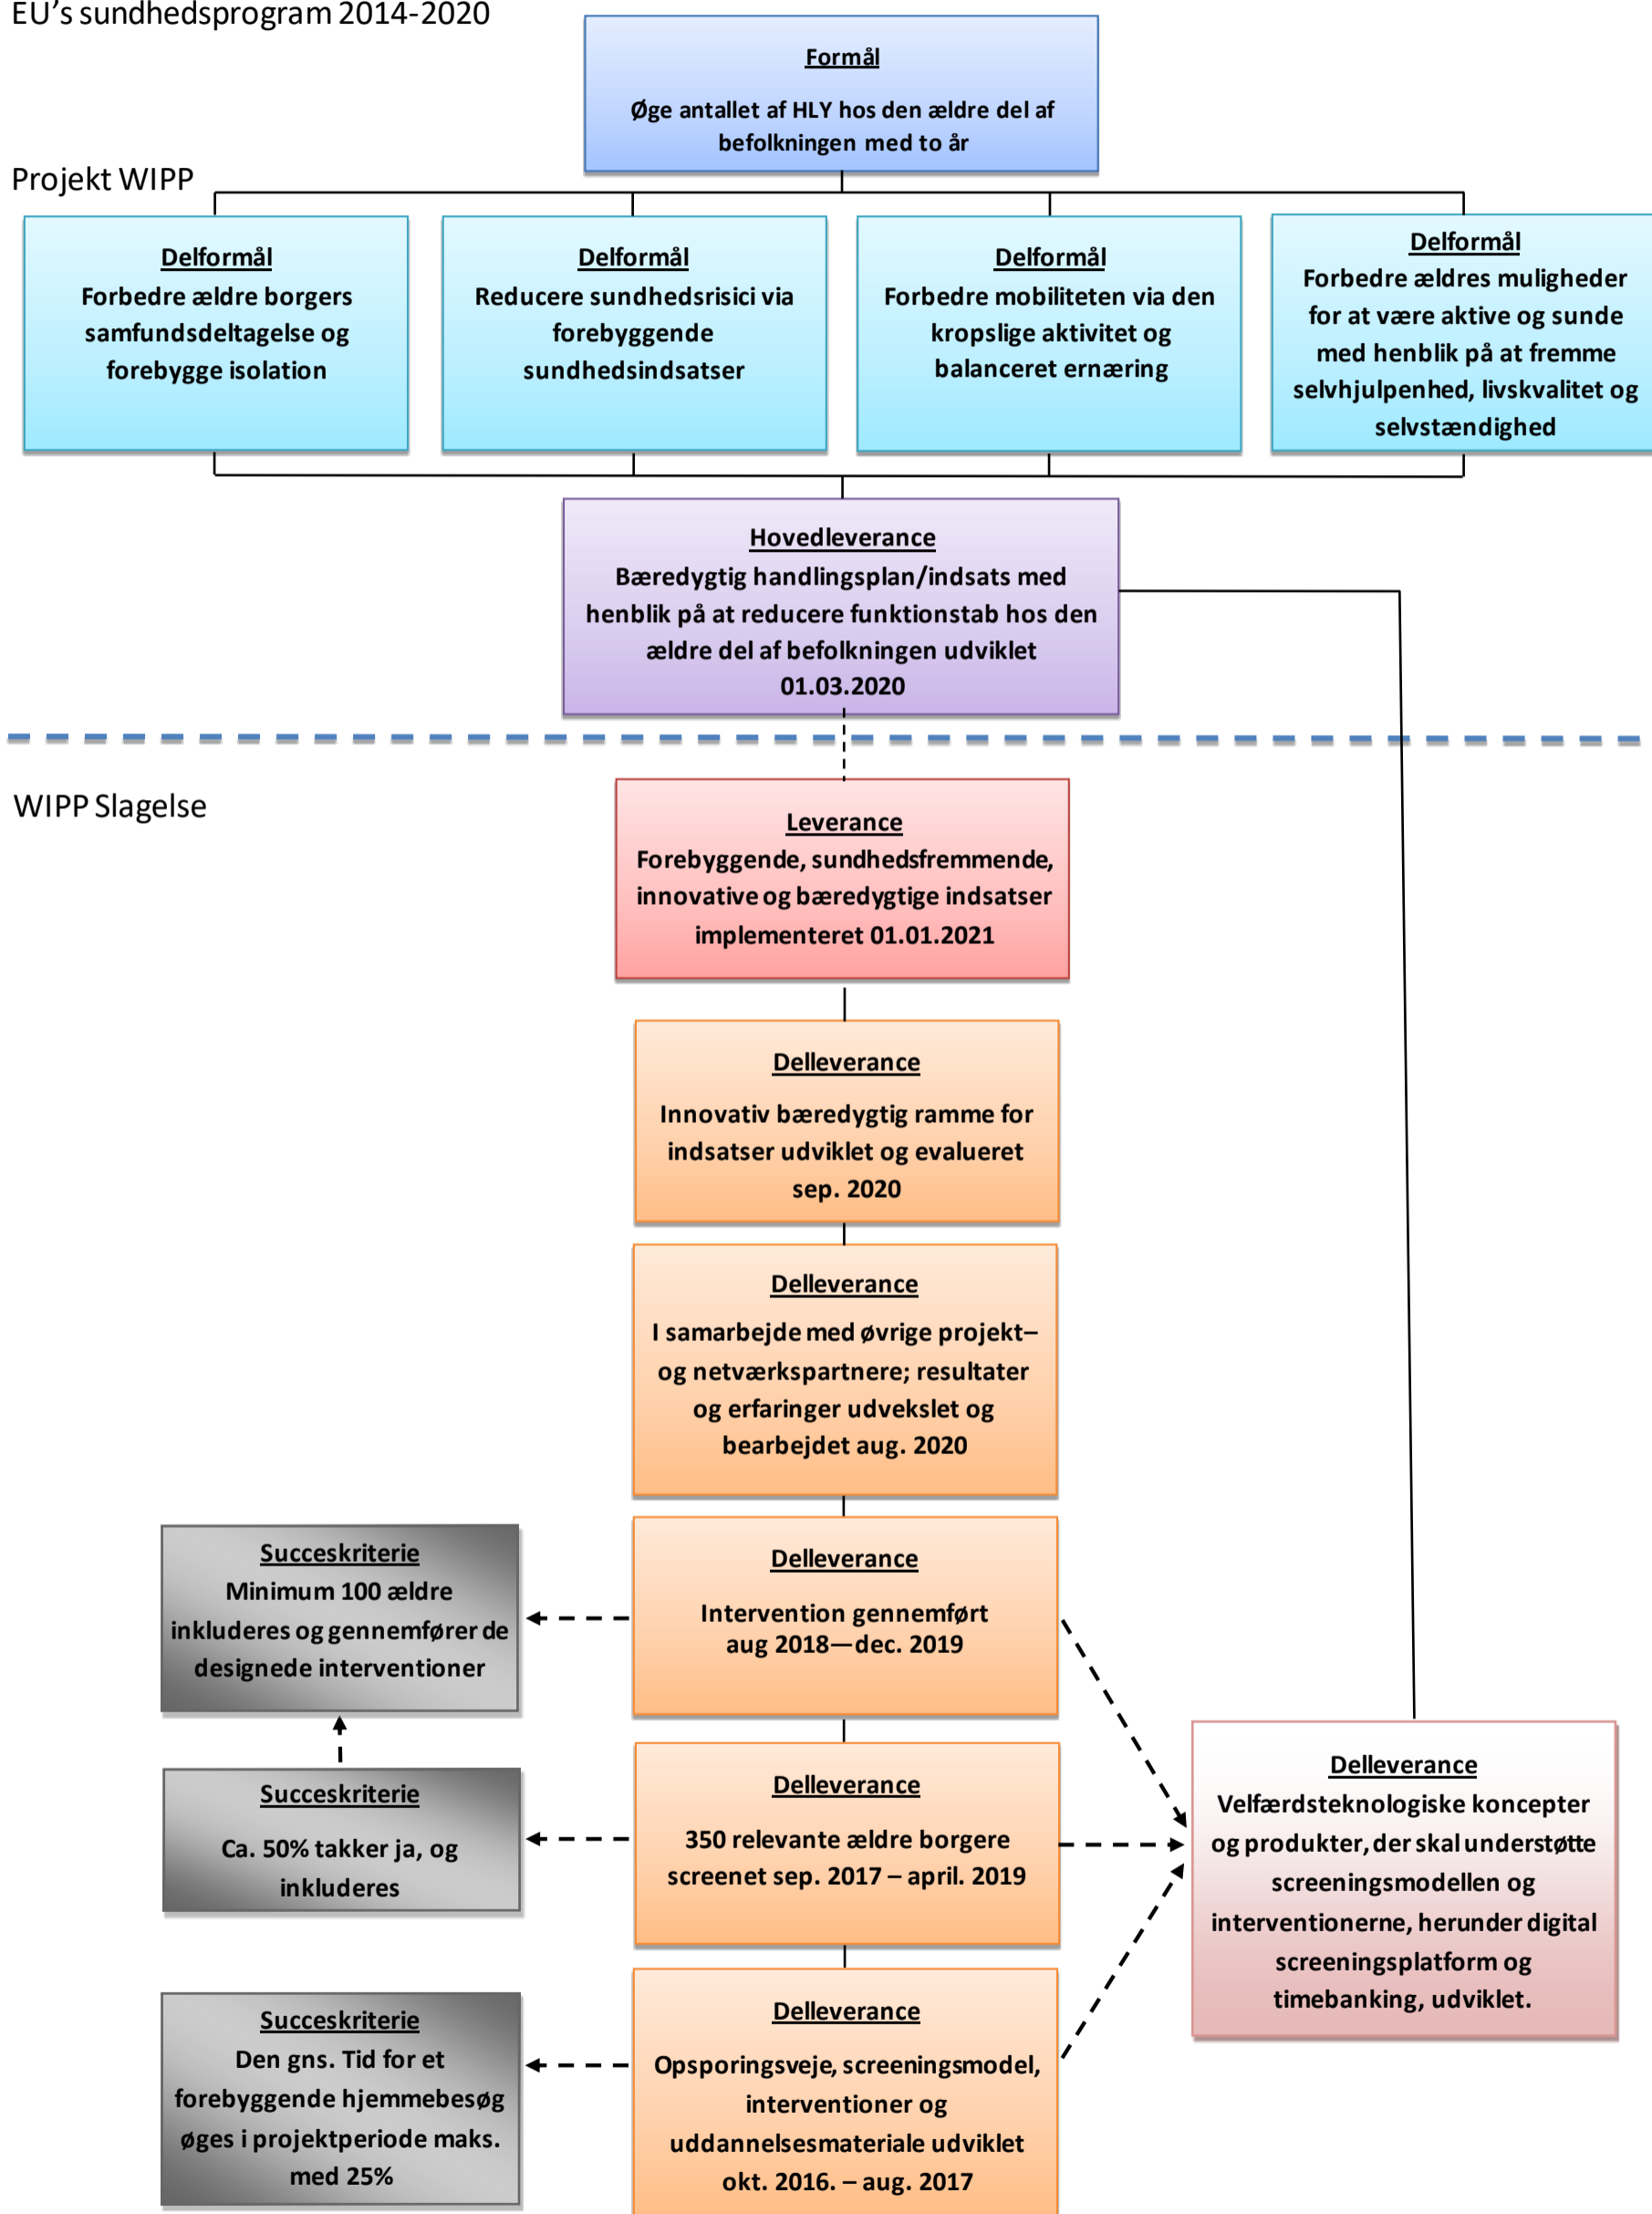 EU’s sundhedsprogram 2014-2020
Formål
Øge antallet af HLY hos den ældre del af
befolkningen med to år
Projekt WIPP
Delformål
Forbedre ældre borgers
samfundsdeltagelse og
forebygge isolation
Delformål
Reducere sundhedsrisici via
forebyggende
sundhedsindsatser
Delformål
Forbedre mobiliteten via den
kropslige aktivitet og
balanceret ernæring
Delformål
Forbedre ældres muligheder
for at være aktive og sunde
med henblik på at fremme
selvhjulpenhed, livskvalitet og
selvstændighed
Hovedleverance
Bæredygtig handlingsplan/indsats med
henblik på at reducere funktionstab hos den
ældre del af befolkningen udviklet
01.03.2020
WIPP Slagelse
Leverance
Forebyggende, sundhedsfremmende,
innovative og bæredygtige indsatser
implementeret 01.01.2021
Delleverance
Innovativ bæredygtig ramme for
indsatser udviklet og evalueret
sep. 2020
Delleverance
I samarbejde med øvrige projekt–
og netværkspartnere; resultater
og erfaringer udvekslet og
bearbejdet aug. 2020
Succeskriterie
Minimum 100 ældre
inkluderes og gennemfører de
designede interventioner
Delleverance
Intervention gennemført
aug 2018—dec. 2019
Succeskriterie
Ca. 50% takker ja, og
inkluderes
Delleverance
350 relevante ældre borgere
screenet sep. 2017 – april. 2019
Delleverance
Velfærdsteknologiske koncepter
og produkter, der skal understøtte
screeningsmodellen og
interventionerne, herunder digital
screeningsplatform og
timebanking, udviklet.
Succeskriterie
Den gns. Tid for et
forebyggende hjemmebesøg
øges i projektperiode maks.
med 25%
Delleverance
Opsporingsveje, screeningsmodel,
interventioner og
uddannelsesmateriale udviklet
okt. 2016. – aug. 2017